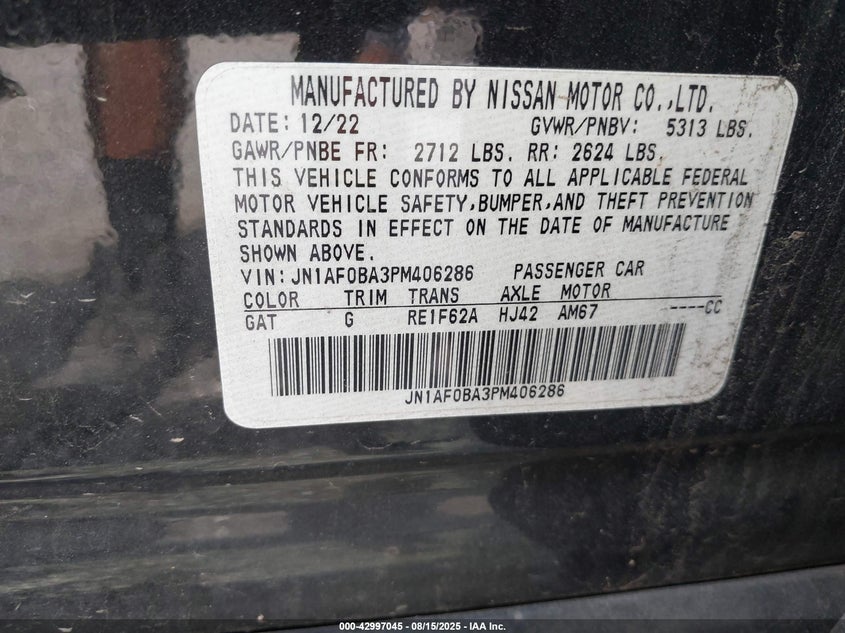 MANUFACTURED BY NISSAN MOTOR CO.,LTD.
DATE: 12/22 GVWR/PNBV: 5313 LBS.
GAWR/PNBE FR: 2712 LBS. RR: 2624 LBS.
THIS VEHICLE CONFORMS TO ALL APPLICABLE FEDERAL
MOTOR VEHICLE SAFETY,BUMPER,AND THEFT PREVENTION
STANDARDS IN EFFECT ON THE DATE OF MANUFACTURE
SHOWN ABOVE.
VIN: JN1AF0BA3PM406286 PASSENGER CAR
COLOR TRIM TRANS AXLE MOTOR
GAT G RE1F62A HJ42 AM67 ----CC
JN1AF0BA3PM406286
000-42997045 - 08/15/2025 - IAA Inc.